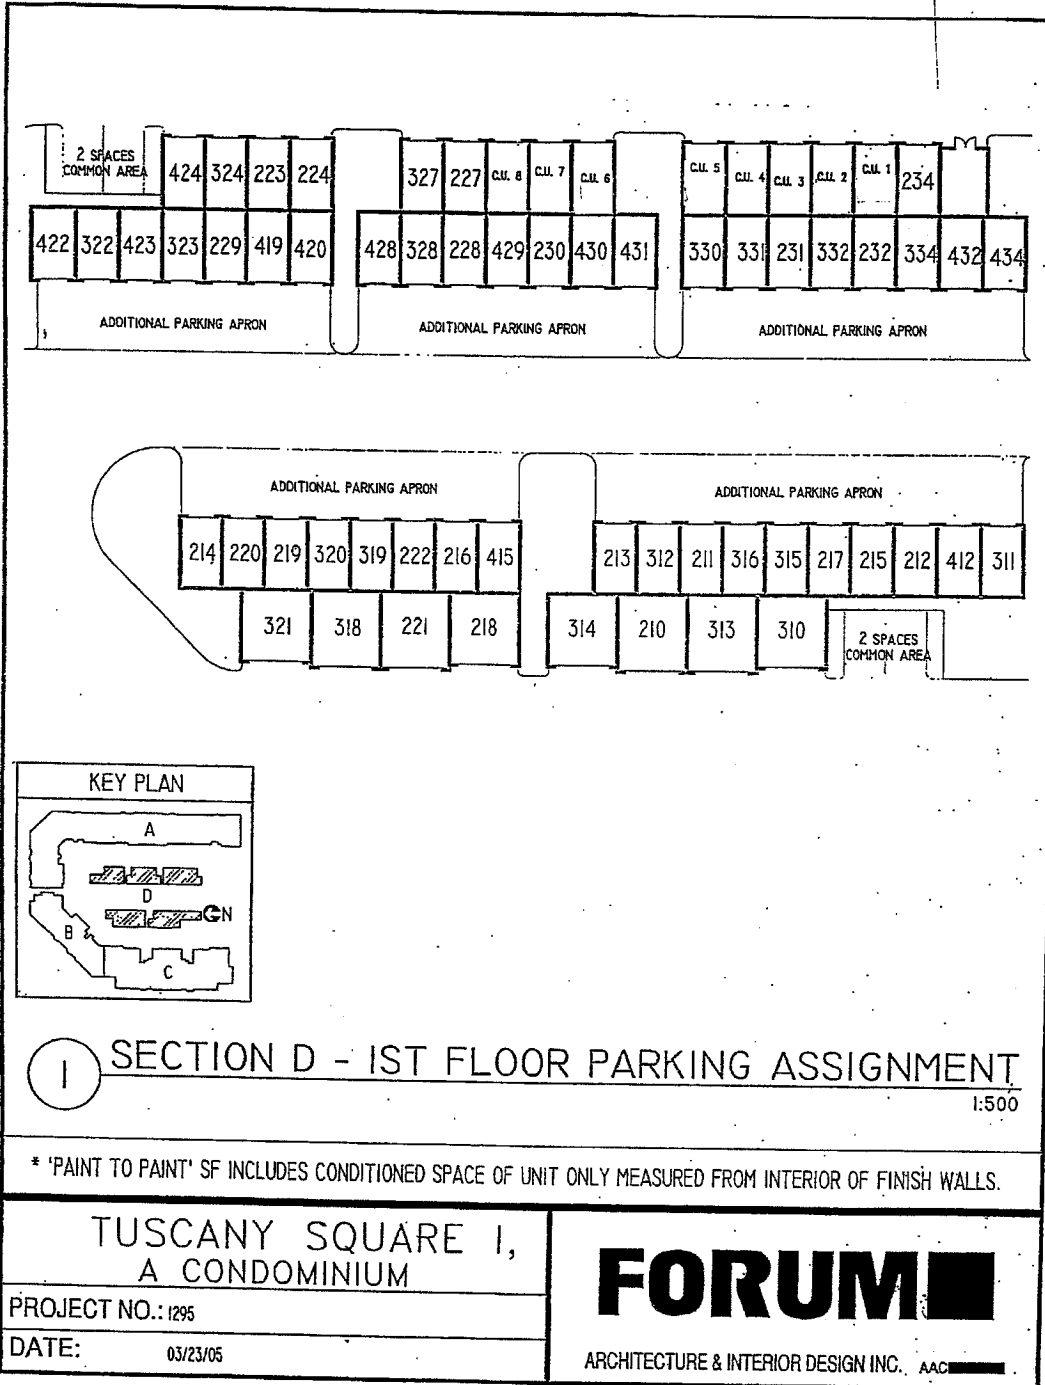 2 SPACES
COMMON AREA
424 324 223 224
327 227 C.U. 8 C.U. 7 C.U. 6
C.U. 5 C.U. 4 C.U. 3 C.U. 2 C.U. 1 234
422 322 423 323 229 419 420
428 328 228 429 230 430 431
330 331 231 332 232 334 432 434
ADDITIONAL PARKING APRON
ADDITIONAL PARKING APRON
ADDITIONAL PARKING APRON
ADDITIONAL PARKING APRON
ADDITIONAL PARKING APRON
214 220 219 320 319 222 216 415
213 312 211 316 315 217 215 212 412 311
321 318 221 218
314 210 313 310
2 SPACES
COMMON AREA
KEY PLAN
A
D
N
B
C
1 SECTION D - 1ST FLOOR PARKING ASSIGNMENT
1:500
* 'PAINT TO PAINT' SF INCLUDES CONDITIONED SPACE OF UNIT ONLY MEASURED FROM INTERIOR OF FINISH WALLS.
TUSCANY SQUARE I,
A CONDOMINIUM
PROJECT NO.: 1295
DATE: 03/23/05
FORUM
ARCHITECTURE & INTERIOR DESIGN INC. AAC